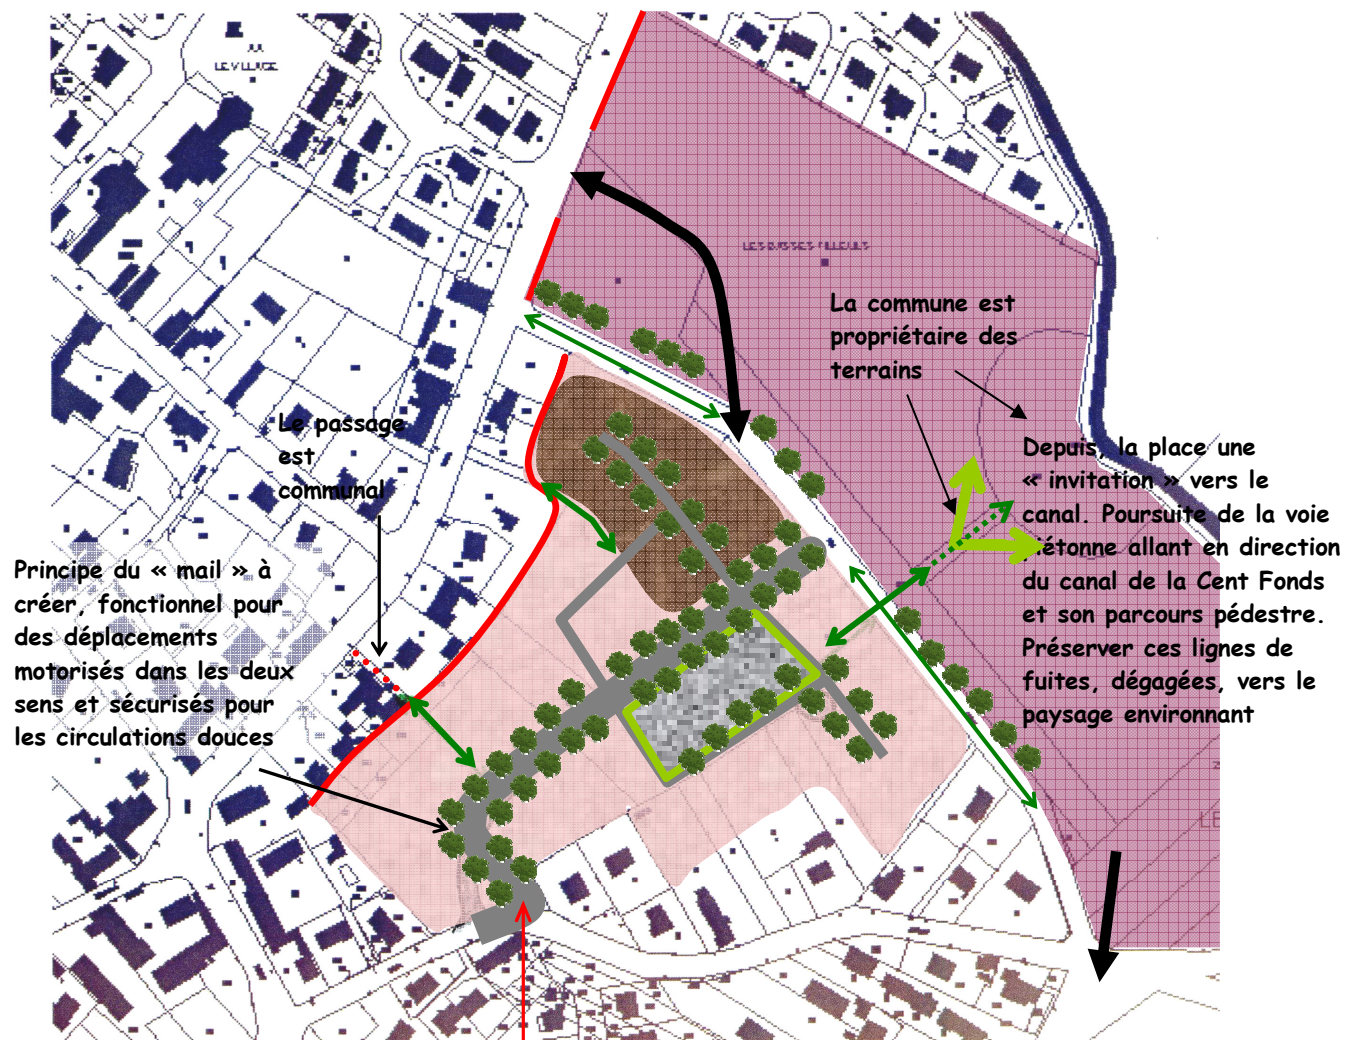 LE VILLAGE
LES BASSES FILLEULS
La commune est
propriétaire des
terrains
Le passage
est
communal
Depuis, la place une
« invitation » vers le
canal. Poursuite de la voie
piétonne allant en direction
du canal de la Cent Fonds
et son parcours pédestre.
Préserver ces lignes de
fuites, dégagées, vers le
paysage environnant
Principe du « mail » à
créer, fonctionnel pour
des déplacements
motorisés dans les deux
sens et sécurisés pour
les circulations douces
LE